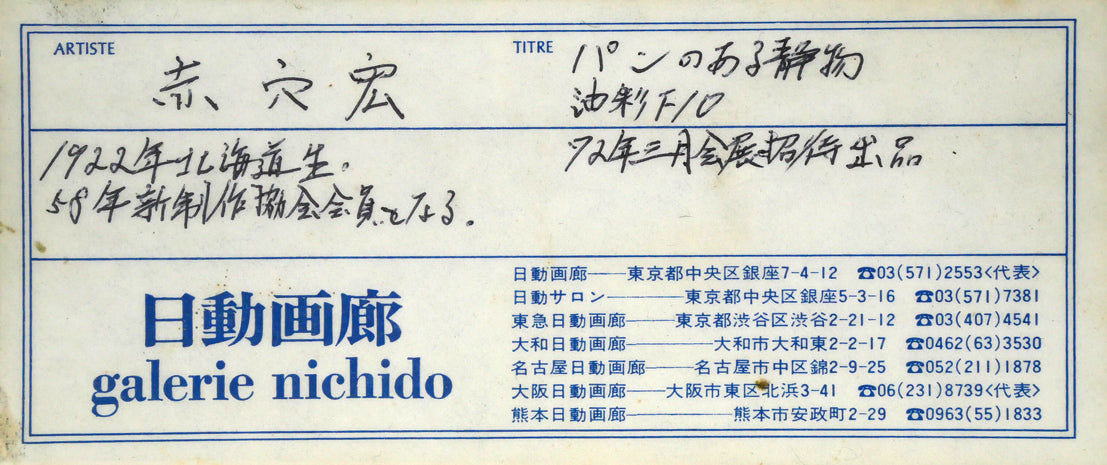 ARTISTE
赤穴宏
TITRE
パンのある静物
油彩F10
1922年北海道生。
58年新制作協会会員となる。
72年三月会展招待出品
日動画廊
galerie nichido
日動画廊——東京都中央区銀座7-4-12 ☎03(571)2553<代表>
日動サロン————東京都中央区銀座5-3-16 ☎03(571)7381
東急日動画廊———東京都渋谷区渋谷2-21-12 ☎03(407)4541
大和日動画廊————大和市大和東2-2-17 ☎0462(63)3530
名古屋日動画廊——名古屋市中区錦2-9-25 ☎052(211)1878
大阪日動画廊——大阪市東区北浜3-41 ☎06(231)8739<代表>
熊本日動画廊—————熊本市安政町2-29 ☎0963(55)1833